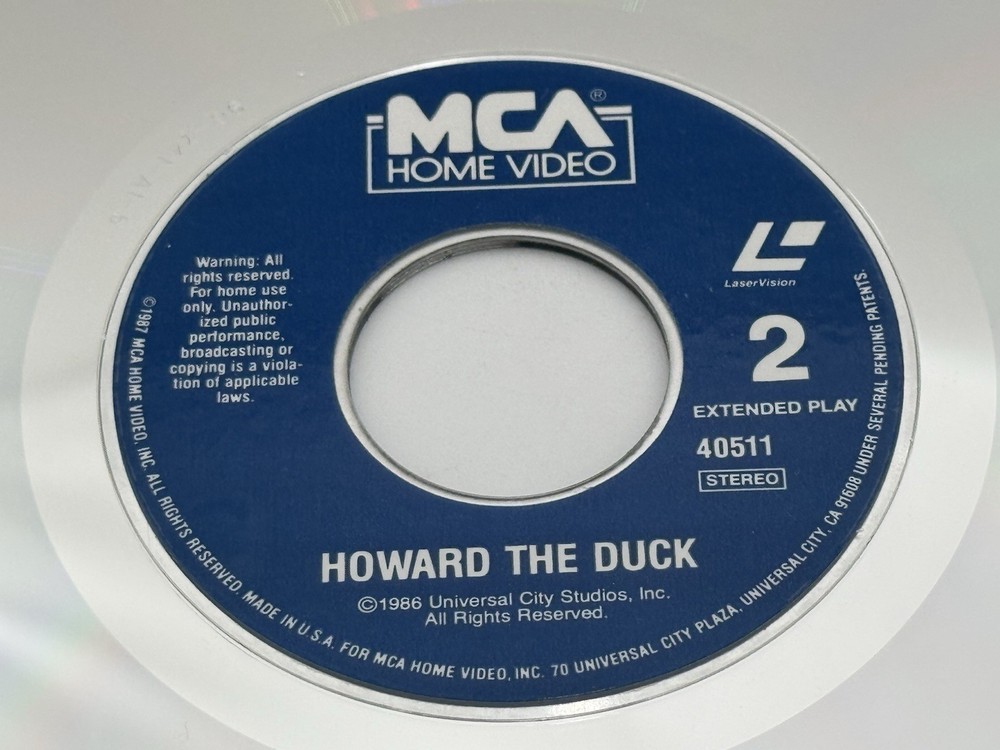 MCA®
HOME VIDEO
Warning: All
rights reserved.
For home use
only. Unauthor-
ized public
performance,
broadcasting or
copying is a viola-
tion of applicable
laws.
LaserVision
2
EXTENDED PLAY
40511
STEREO
HOWARD THE DUCK
©1986 Universal City Studios, Inc.
All Rights Reserved.
©1987 MCA HOME VIDEO, INC. ALL RIGHTS RESERVED. MADE IN U.S.A. FOR MCA HOME VIDEO, INC. 70 UNIVERSAL CITY PLAZA, UNIVERSAL CITY, CA 91608 UNDER SEVERAL PENDING PATENTS.